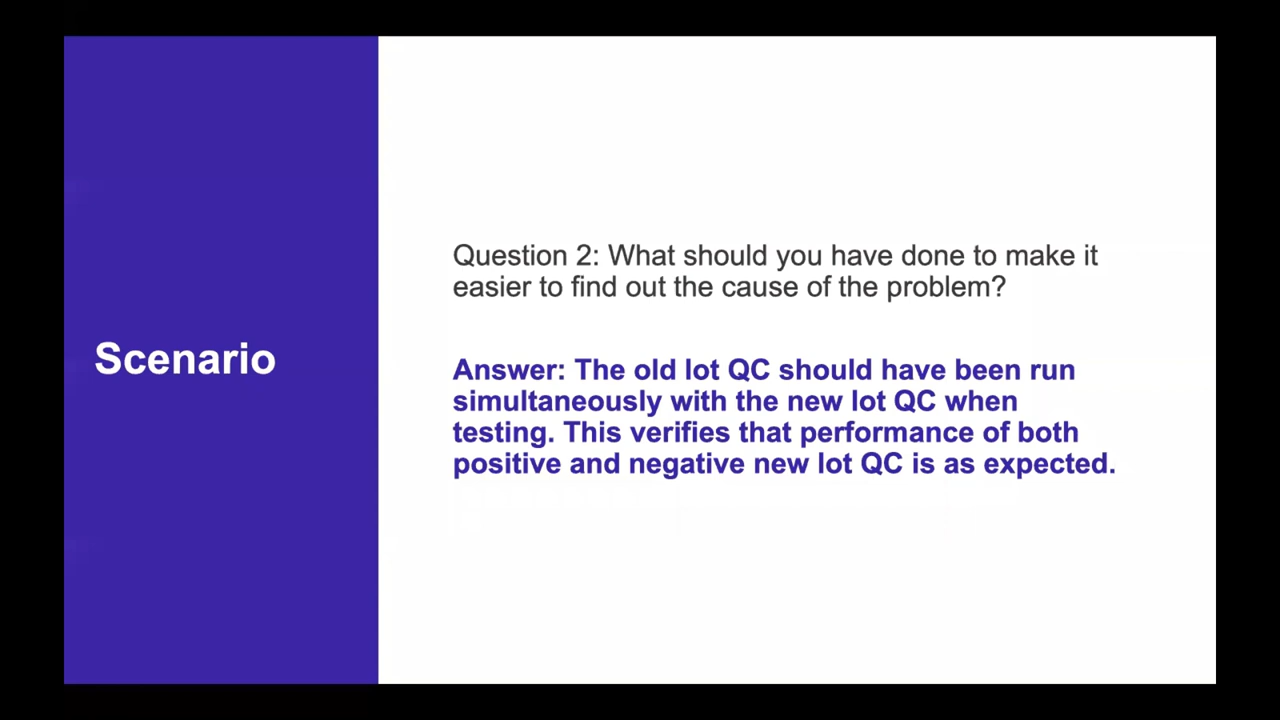 Scenario
Question 2: What should you have done to make it
easier to find out the cause of the problem?
Answer: The old lot QC should have been run
simultaneously with the new lot QC when
testing. This verifies that performance of both
positive and negative new lot QC is as expected.